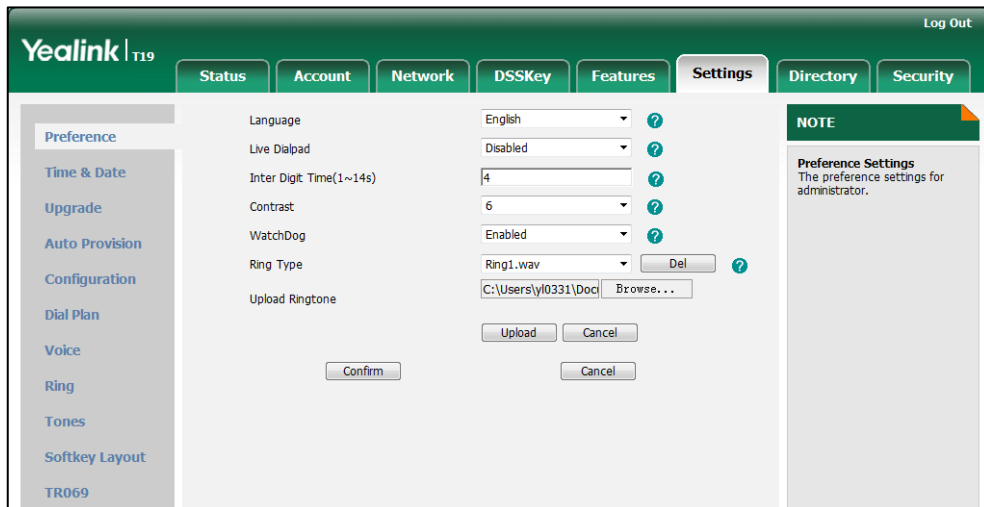 Log Out
Yealink T19
Status Account Network DSSKey Features Settings Directory Security
Preference
Time & Date
Upgrade
Auto Provision
Configuration
Dial Plan
Voice
Ring
Tones
Softkey Layout
TR069
Language English ?
Live Dialpad Disabled ?
Inter Digit Time(1~14s) 4 ?
Contrast 6 ?
WatchDog Enabled ?
Ring Type Ring1.wav Del ?
Upload Ringtone C:\Users\yl0331\Doc Browse...
Upload Cancel
Confirm Cancel
NOTE
Preference Settings
The preference settings for
administrator.